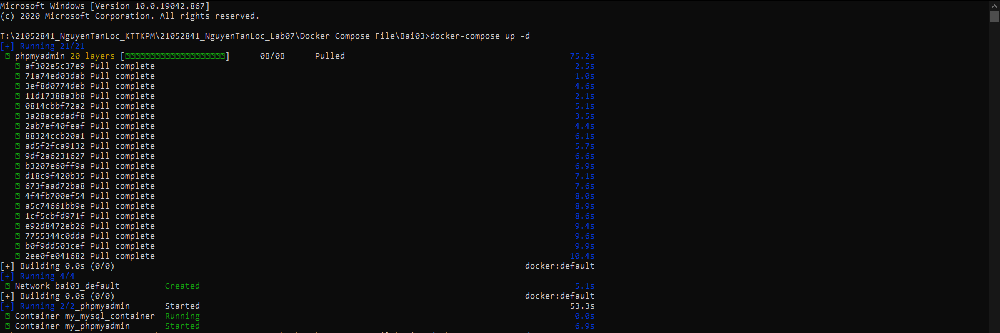 Microsoft Windows [Version 10.0.19042.867]
(c) 2020 Microsoft Corporation. All rights reserved.
T:\21052841_NguyenTanLoc_KTTKPM\21052841_NguyenTanLoc_Lab07\Docker Compose File\Bai03>docker-compose up -d
[+] Running 21/21
phpmyadmin 20 layers [] 0B/0B Pulled 75.2s
af302e5c37e9 Pull complete 2.5s
71a74ed03dab Pull complete 1.0s
3ef8d0774deb Pull complete 4.6s
11d17388a3b8 Pull complete 2.1s
0814cbbf72a2 Pull complete 5.1s
3a28acedadf8 Pull complete 3.5s
2ab7ef40feaf Pull complete 4.4s
88324ccb20a1 Pull complete 6.1s
ad5f2fca9132 Pull complete 5.7s
9df2a6231627 Pull complete 6.6s
b3207e60ff9a Pull complete 6.9s
d18c9f420b35 Pull complete 7.1s
673faad72ba8 Pull complete 7.6s
4f4fb700ef54 Pull complete 8.0s
a5c74661bb9e Pull complete 8.9s
1cf5cbfd971f Pull complete 8.6s
e92d8472eb26 Pull complete 9.4s
7755344c0dda Pull complete 9.6s
b0f9dd503cef Pull complete 9.9s
2ee0fe041682 Pull complete 10.4s
[+] Building 0.0s (0/0) docker:default
[+] Running 4/4
Network bai03_default Created 5.1s
[+] Building 0.0s (0/0) docker:default
[+] Running 2/2_phpmyadmin Started 53.3s
Container my_mysql_container Running 0.0s
Container my_phpmyadmin Started 6.9s